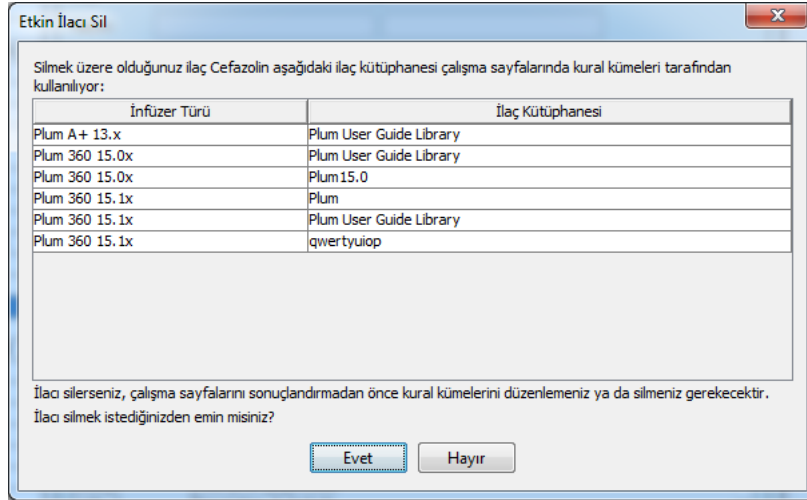 Etkin İlacı Sil
Silmek üzere olduğunuz ilaç Cefazolin aşağıdaki ilaç kütüphanesi çalışma sayfalarında kural kümeleri tarafından
kullanılıyor:
İnfüzer Türü İlaç Kütüphanesi
Plum A+ 13.x Plum User Guide Library
Plum 360 15.0x Plum User Guide Library
Plum 360 15.0x Plum15.0
Plum 360 15.1x Plum
Plum 360 15.1x Plum User Guide Library
Plum 360 15.1x qwertyuiop
İlacı silerseniz, çalışma sayfalarını sonuçlandırmadan önce kural kümelerini düzenlemeniz ya da silmeniz gerekecektir.
İlacı silmek istediğinizden emin misiniz?
Evet Hayır